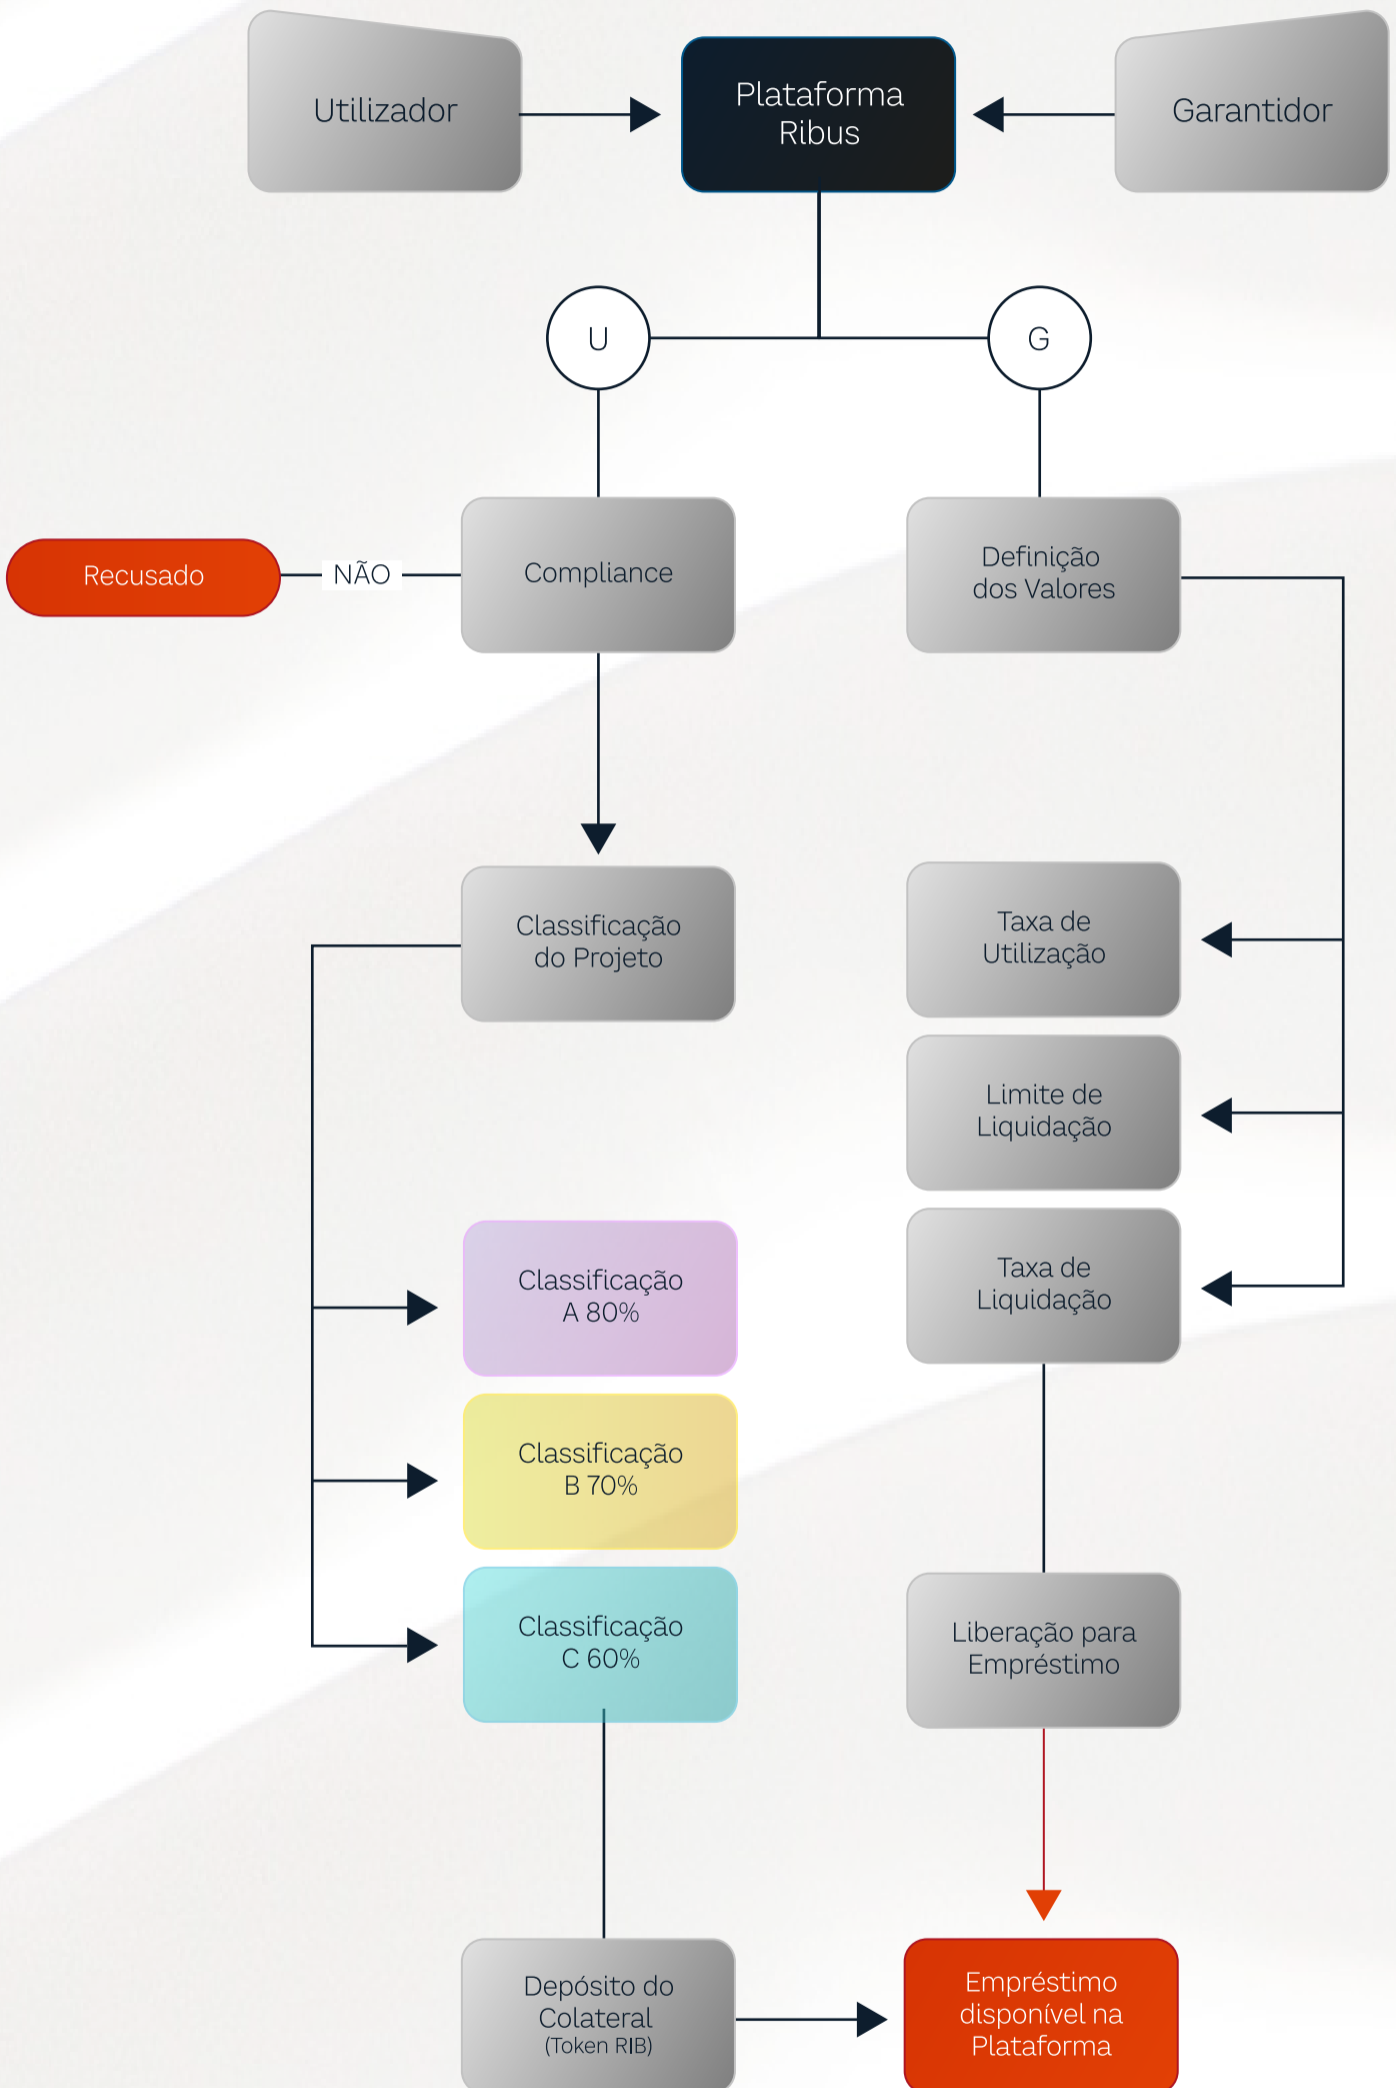 Utilizador
Plataforma
Ribus
Garantidor
U
G
Recusado
NÃO
Compliance
Definição
dos Valores
Classificação
do Projeto
Taxa de
Utilização
Limite de
Liquidação
Taxa de
Liquidação
Classificação
A 80%
Classificação
B 70%
Classificação
C 60%
Liberação para
Empréstimo
Depósito do
Colateral
(Token RIB)
Empréstimo
disponível na
Plataforma